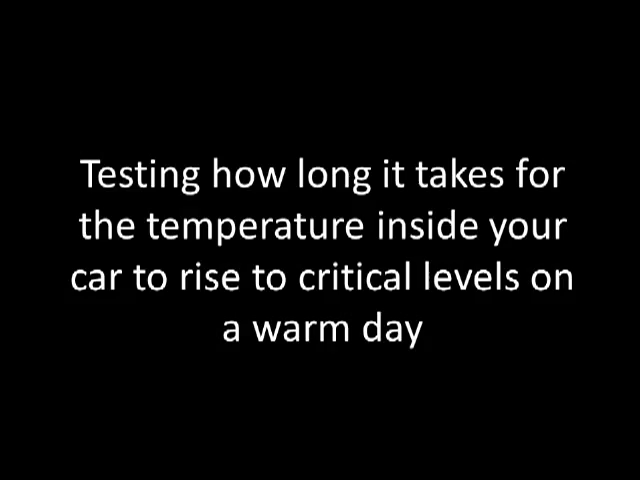 Testing how long it takes for
the temperature inside your
car to rise to critical levels on
a warm day